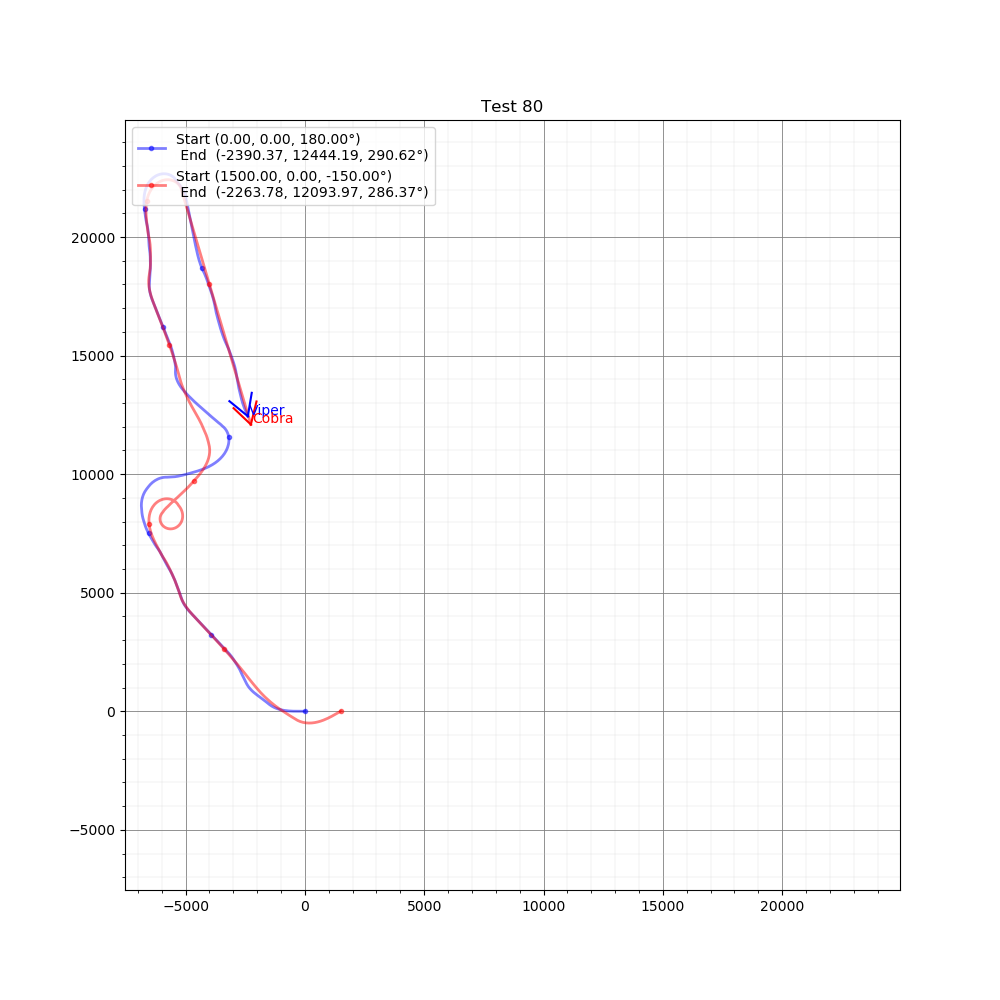 Test 80
Start (0.00, 0.00, 180.00°)
End  (-2390.37, 12444.19, 290.62°)
Start (1500.00, 0.00, -150.00°)
End  (-2263.78, 12093.97, 286.37°)
20000
15000
Viper
Cobra
10000
5000
0
−5000
−5000
0
5000
10000
15000
20000